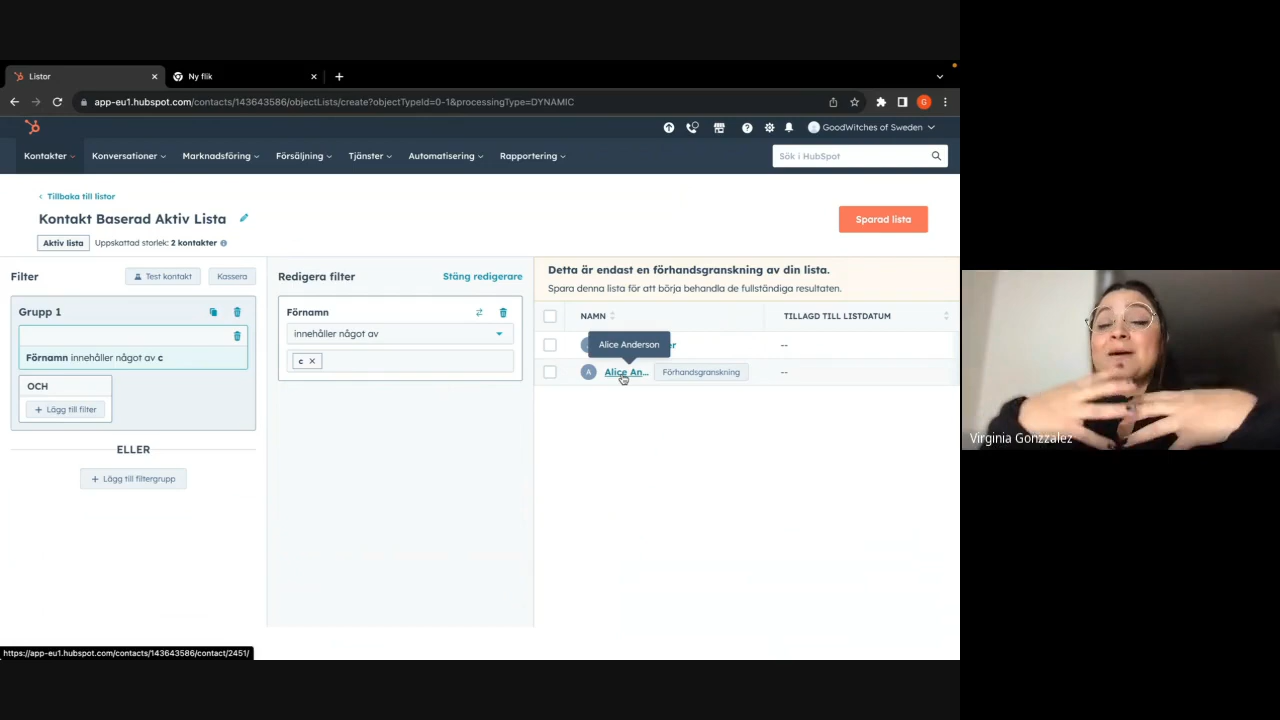 Listor
Ny flik
app-eu1.hubspot.com/contacts/143643586/objectLists/create?objectTypeId=0-1&processingType=DYNAMIC
G
GoodWitches of Sweden
Kontakter
Konversationer
Marknadsföring
Försäljning
Tjänster
Automatisering
Rapportering
Sök i HubSpot
Tillbaka till listor
Kontakt Baserad Aktiv Lista
Sparad lista
Aktiv lista
Uppskattad storlek: 2 kontakter
Filter
Test kontakt
Kassera
Redigera filter
Stäng redigerare
Detta är endast en förhandsgranskning av din lista.
Spara denna lista för att börja behandla de fullständiga resultaten.
Grupp 1
Förnamn innehåller något av c
OCH
+ Lägg till filter
ELLER
+ Lägg till filtergrupp
Förnamn
innehåller något av
c
NAMN
TILLAGD TILL LISTDATUM
Alice Anderson
--
A
Alice An...
Förhandsgranskning
--
https://app-eu1.hubspot.com/contacts/143643586/contact/2451/
Virginia Gonzzalez